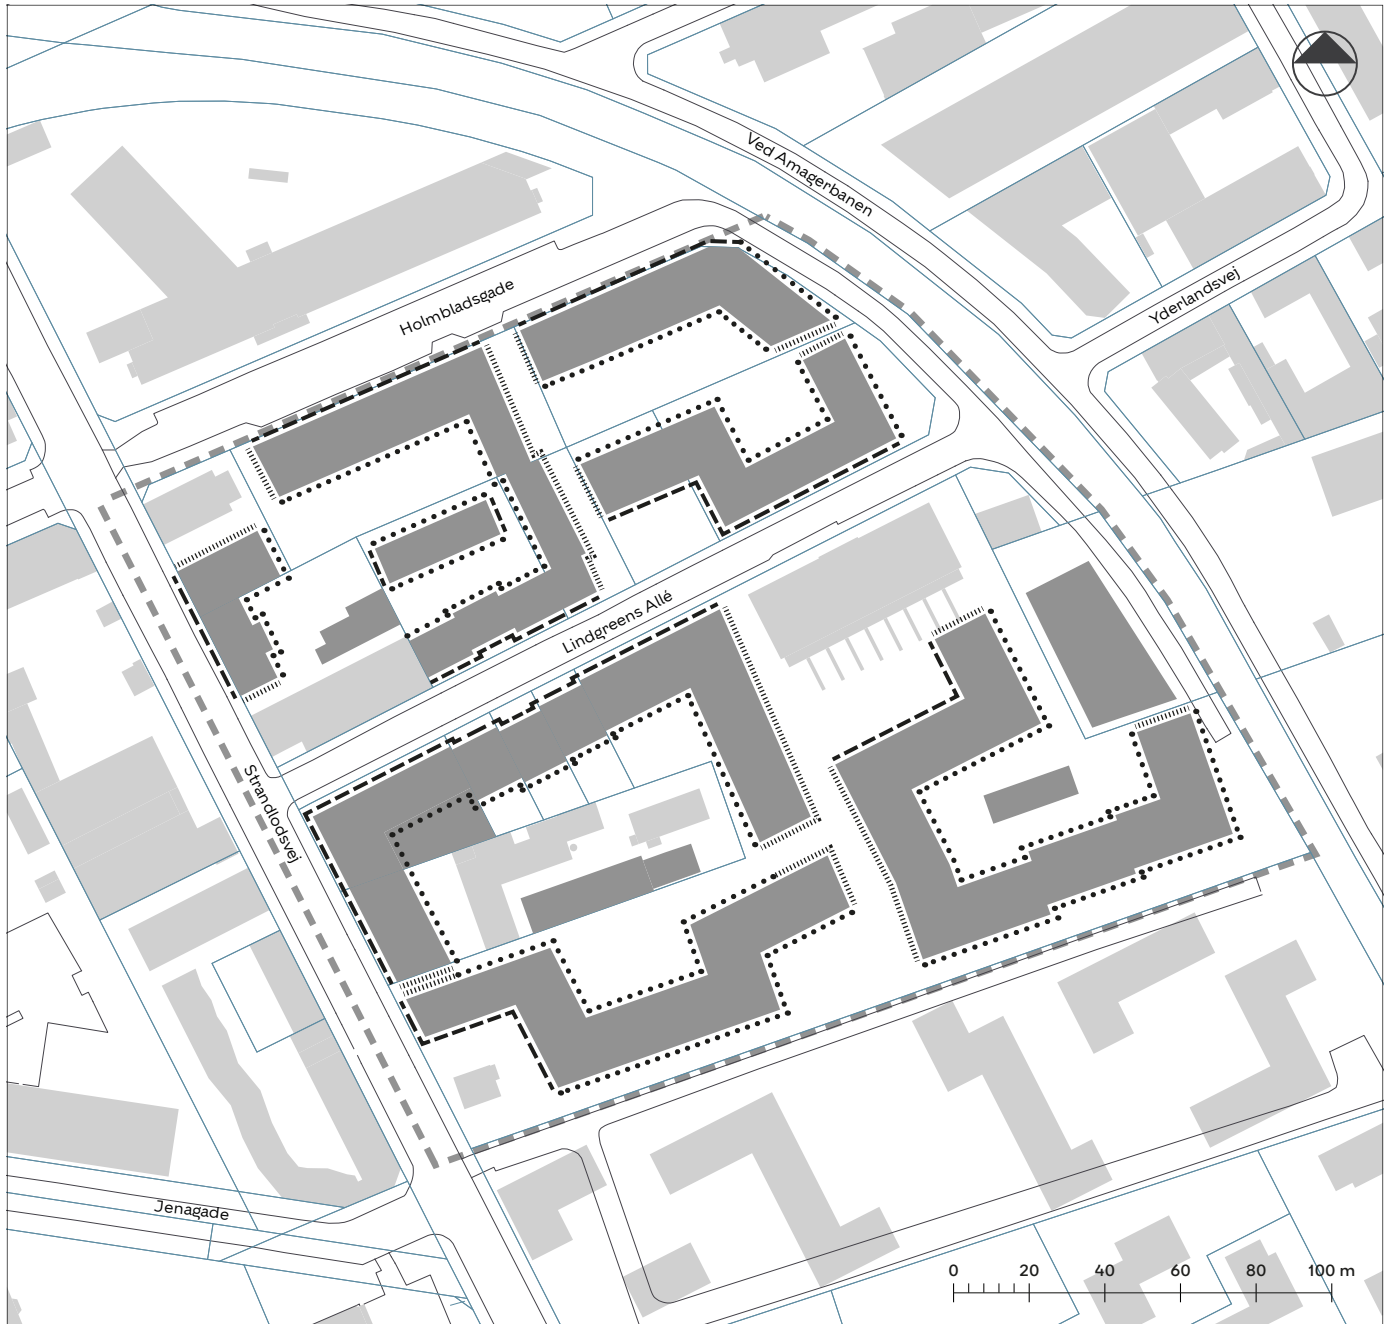 Ved Amagerbanen
Yderlandsvej
Holmbladsgade
Lindgreens Allé
Strandlodsvej
Jenagade
0 20 40 60 80 100 m